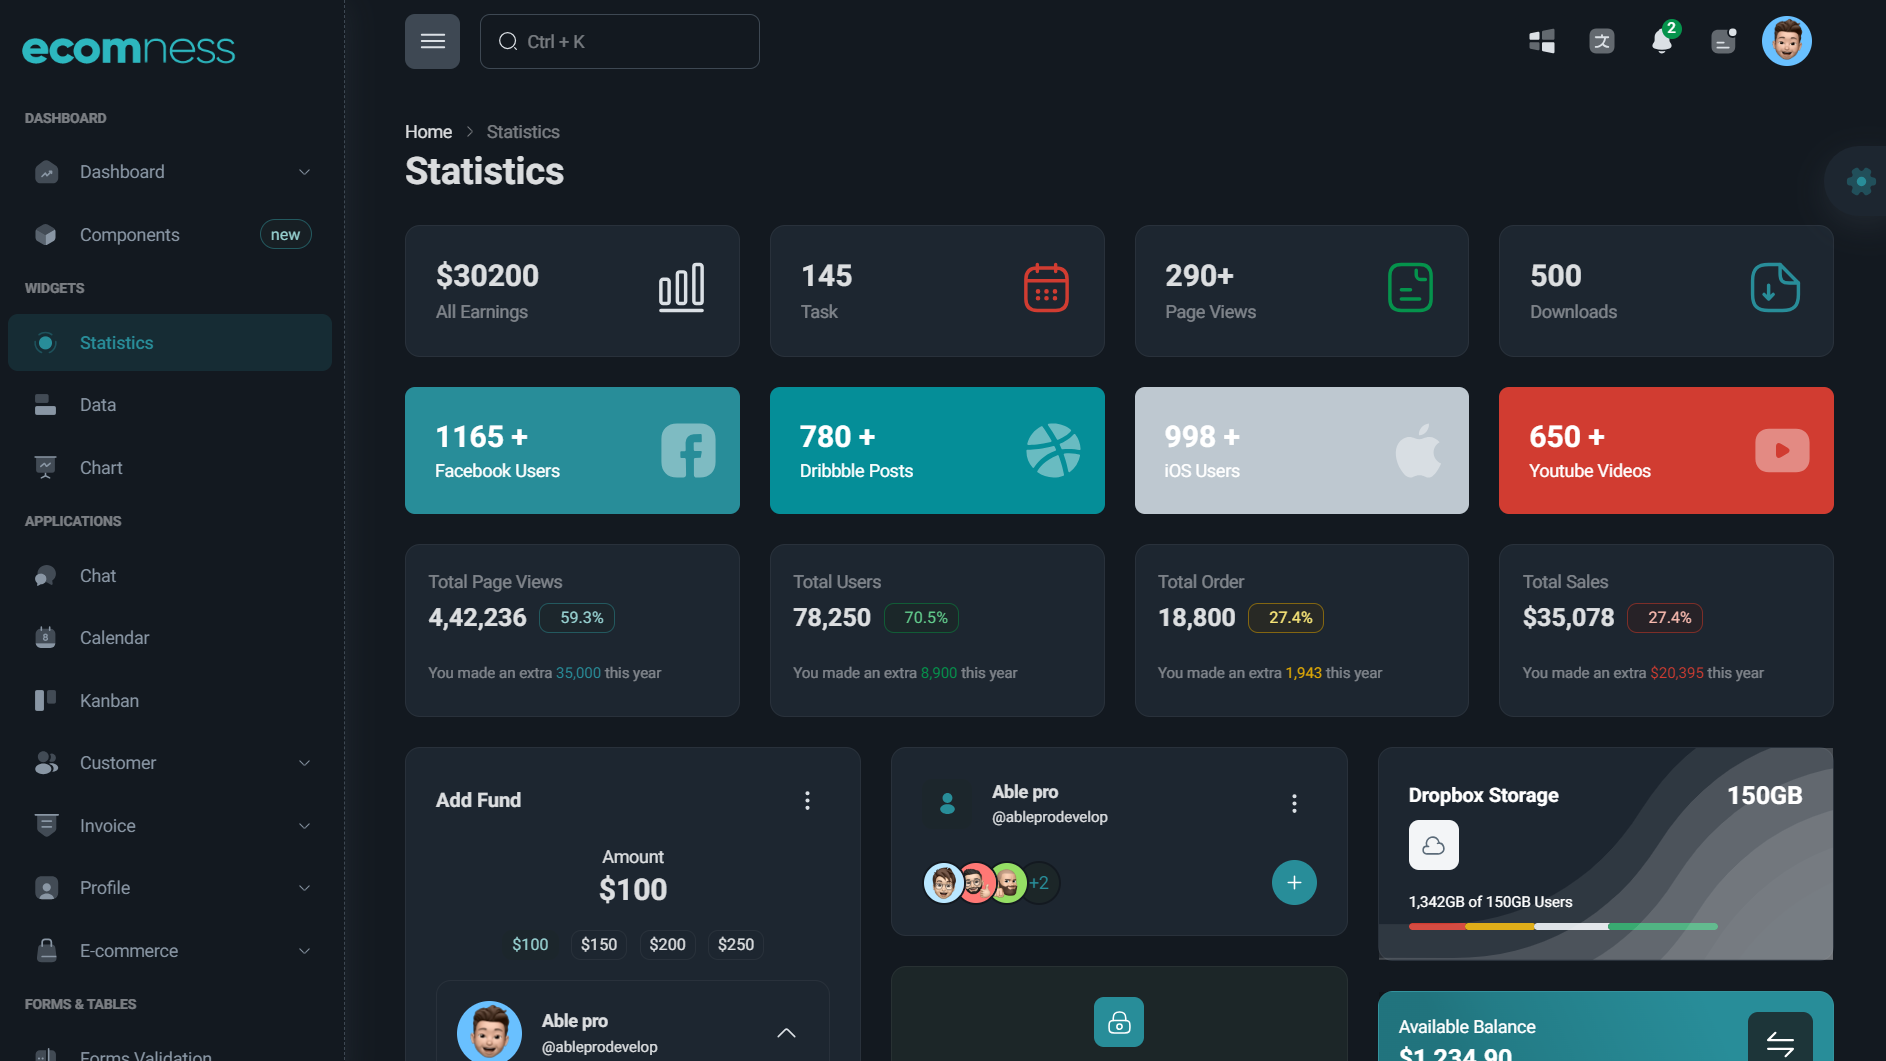 ecomness
Ctrl + K
2
DASHBOARD
Dashboard
Components
new
WIDGETS
Statistics
Data
Chart
APPLICATIONS
Chat
8
Calendar
Kanban
Customer
Invoice
Profile
E-commerce
FORMS & TABLES
Forms Validation
Home > Statistics
Statistics
$30200
All Earnings
145
Task
290+
Page Views
500
Downloads
1165 +
Facebook Users
780 +
Dribbble Posts
998 +
iOS Users
650 +
Youtube Videos
Total Page Views
4,42,236 59.3%
You made an extra 35,000 this year
Total Users
78,250 70.5%
You made an extra 8,900 this year
Total Order
18,800 27.4%
You made an extra 1,943 this year
Total Sales
$35,078 27.4%
You made an extra $20,395 this year
Add Fund
Amount
$100
$100 $150 $200 $250
Able pro
@ableprodevelop
Able pro
@ableprodevelop
+2
Dropbox Storage 150GB
1,342GB of 150GB Users
Available Balance
$1,234.90